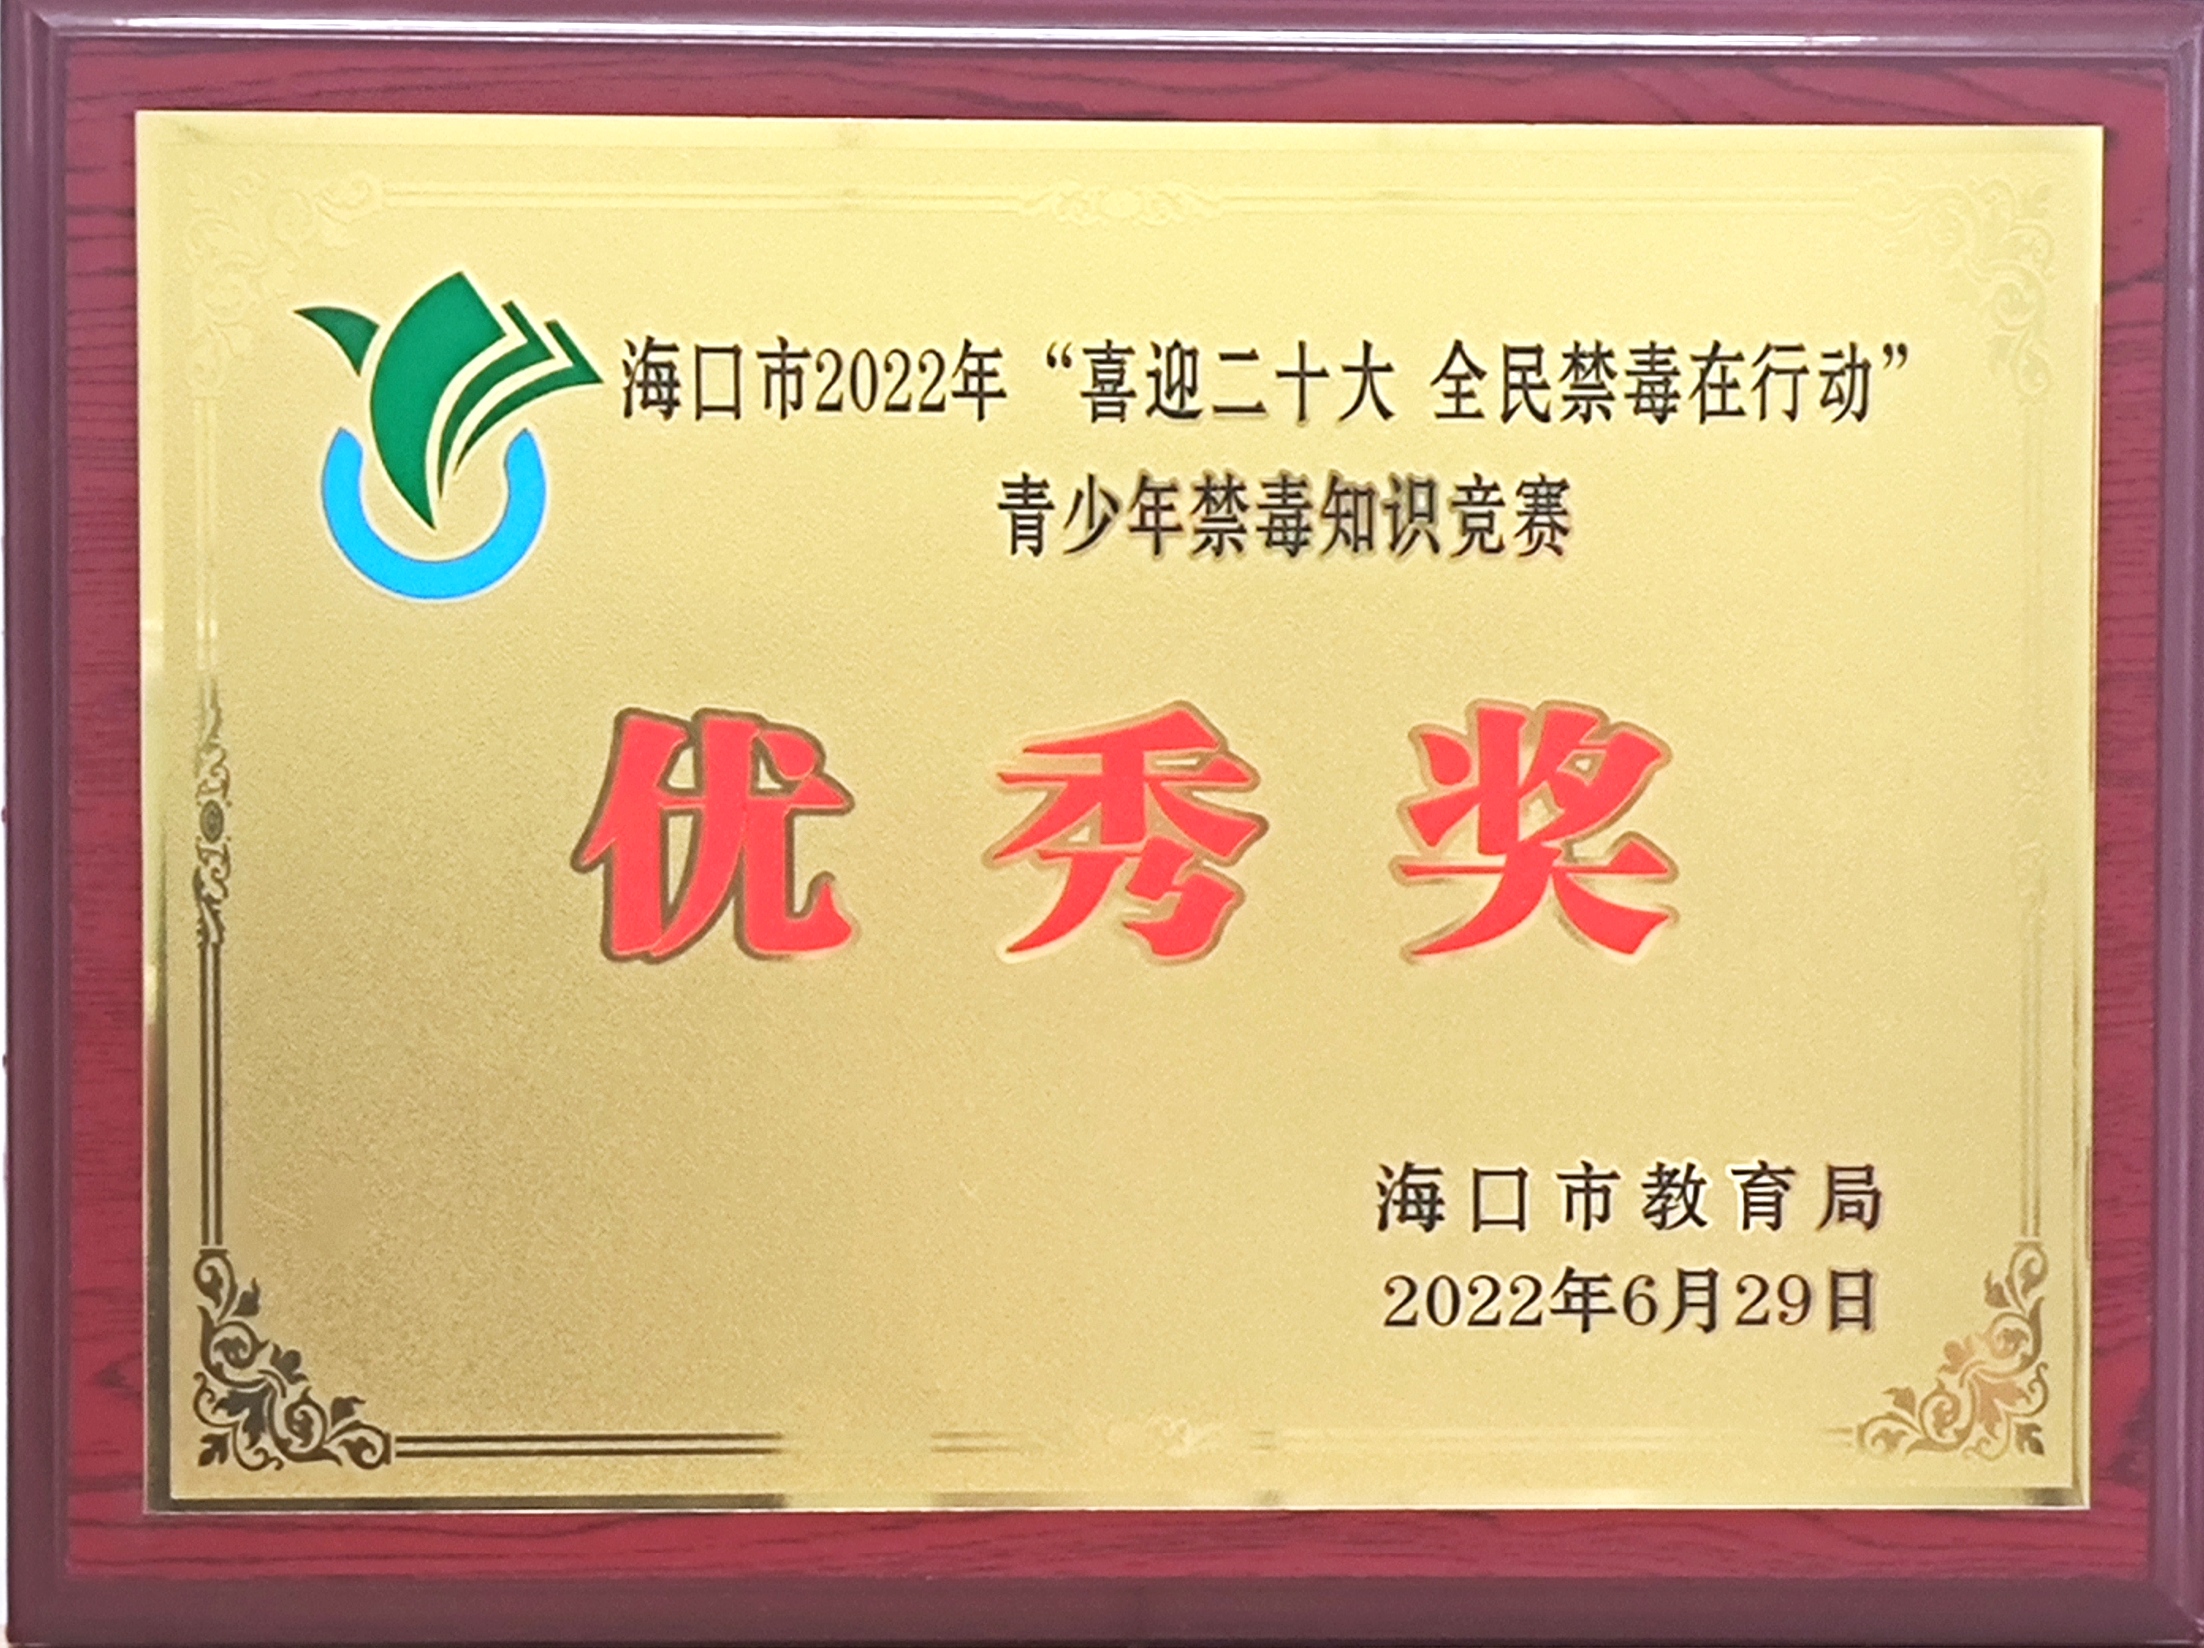 海口市2022年“喜迎二十大 全民禁毒在行动”
青少年禁毒知识竞赛
优秀奖
海口市教育局
2022年6月29日